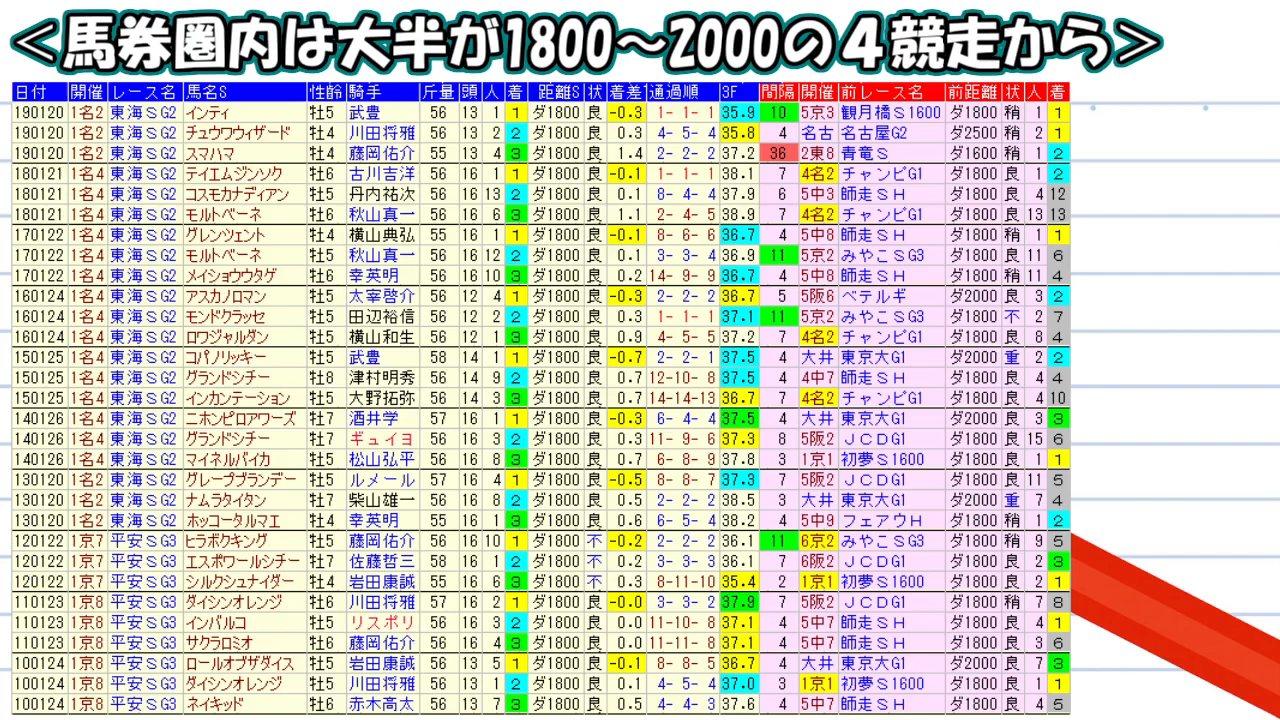 ＜馬券圏内は大半が1800～2000の４競走から＞
日付 開催 レース名 馬名S 性齢 騎手 斤量 頭 人 着 距離S 状 着差 通過順 3F 間隔 開催 前レース名 前距離 状 人 着
190120 1名2 東海ＳG2 インティ 牡5 武豊 56 13 1 1 ダ1800 良 -0.3 1- 1- 1 35.9 10 5京3 観月橋Ｓ1600 ダ1800 稍 1 1
190120 1名2 東海ＳG2 チュウワウィザード 牡4 川田将雅 56 13 2 2 ダ1800 良 0.3 4- 5- 4 35.8 4 名古 名古屋G2 ダ2500 稍 2 1
190120 1名2 東海ＳG2 スマハマ 牡4 藤岡佑介 55 13 4 3 ダ1800 良 1.4 2- 2- 2 37.2 36 2東8 青竜Ｓ ダ1600 稍 1 2
180121 1名4 東海ＳG2 テイエムジンソク 牡6 古川吉洋 56 16 1 1 ダ1800 良 -0.1 1- 1- 1 38.1 7 4名2 チャンピG1 ダ1800 良 1 2
180121 1名4 東海ＳG2 コスモカナディアン 牡5 丹内祐次 56 16 13 2 ダ1800 良 0.1 8- 4- 4 37.9 6 5中3 師走ＳＨ ダ1800 良 4 12
180121 1名4 東海ＳG2 モルトベーネ 牡6 秋山真一 56 16 6 3 ダ1800 良 1.1 2- 4- 5 38.9 7 4名2 チャンピG1 ダ1800 良 13 13
170122 1名4 東海ＳG2 グレンツェント 牡4 横山典弘 55 16 1 1 ダ1800 良 -0.1 8- 6- 6 36.7 4 5中8 師走ＳＨ ダ1800 稍 1 1
170122 1名4 東海ＳG2 モルトベーネ 牡5 秋山真一 56 16 12 2 ダ1800 良 0.1 3- 3- 4 36.9 11 5京2 みやこＳG3 ダ1800 良 11 6
170122 1名4 東海ＳG2 メイショウウタゲ 牡6 幸英明 56 16 10 3 ダ1800 良 0.2 14- 9- 9 36.7 4 5中8 師走ＳＨ ダ1800 稍 11 4
160124 1名4 東海ＳG2 アスカノロマン 牡5 太宰啓介 56 12 4 1 ダ1800 良 -0.3 2- 2- 2 36.7 5 5阪6 ベテルギ ダ2000 良 3 2
160124 1名4 東海ＳG2 モンドクラッセ 牡5 田辺裕信 56 12 2 2 ダ1800 良 0.3 1- 1- 1 37.1 11 5京2 みやこＳG3 ダ1800 不 2 7
160124 1名4 東海ＳG2 ロワジャルダン 牡5 横山和生 56 12 1 3 ダ1800 良 0.9 4- 5- 5 37.2 7 4名2 チャンピG1 ダ1800 良 8 4
150125 1名4 東海ＳG2 コパノリッキー 牡5 武豊 58 14 1 1 ダ1800 良 -0.7 2- 2- 1 37.5 4 大井 東京大G1 ダ2000 重 2 2
150125 1名4 東海ＳG2 グランドシチー 牡8 津村明秀 56 14 9 2 ダ1800 良 0.7 12-10- 8 37.5 4 4中7 師走ＳＨ ダ1800 良 4 4
150125 1名4 東海ＳG2 インカンテーション 牡5 大野拓弥 56 14 3 3 ダ1800 良 0.7 14-14-13 36.7 7 4名2 チャンピG1 ダ1800 良 4 10
140126 1名4 東海ＳG2 ニホンピロアワーズ 牡7 酒井学 57 16 1 1 ダ1800 良 -0.3 6- 4- 4 37.5 4 大井 東京大G1 ダ2000 良 3 3
140126 1名4 東海ＳG2 グランドシチー 牡7 ギュイヨ 56 16 3 2 ダ1800 良 0.3 11- 9- 6 37.3 8 5阪2 ＪＣDG1 ダ1800 良 15 6
140126 1名4 東海ＳG2 マイネルバイカ 牡5 松山弘平 56 16 8 3 ダ1800 良 0.7 6- 8- 9 37.8 3 1京1 初夢Ｓ1600 ダ1800 良 1 1
130120 1名2 東海ＳG2 グレープブランデー 牡5 ルメール 57 16 4 1 ダ1800 良 -0.5 8- 8- 7 37.3 7 5阪2 ＪＣDG1 ダ1800 良 11 5
130120 1名2 東海ＳG2 ナムラタイタン 牡7 柴山雄一 56 16 8 2 ダ1800 良 0.5 2- 2- 2 38.5 3 大井 東京大G1 ダ2000 重 7 4
130120 1名2 東海ＳG2 ホッコータルマエ 牡4 幸英明 55 16 1 3 ダ1800 良 0.6 6- 5- 4 38.2 4 5中9 フェアウＨ ダ1800 稍 1 2
120122 1京7 平安ＳG3 ヒラボクキング 牡5 藤岡佑介 56 16 10 1 ダ1800 不 -0.2 2- 2- 2 36.1 11 6京2 みやこＳG3 ダ1800 稍 9 5
120122 1京7 平安ＳG3 エスポワールシチー 牡7 佐藤哲三 58 16 1 2 ダ1800 不 0.2 3- 3- 3 36.1 7 6阪2 ＪＣDG1 ダ1800 良 2 3
120122 1京7 平安ＳG3 シルクシュナイダー 牡4 岩田康誠 55 16 6 3 ダ1800 不 0.3 8-11-10 35.4 2 1京1 初夢Ｓ1600 ダ1800 良 2 1
110123 1京8 平安ＳG3 ダイシンオレンジ 牡6 川田将雅 57 16 2 1 ダ1800 良 -0.0 3- 3- 2 37.9 7 5阪2 ＪＣDG1 ダ1800 稍 7 8
110123 1京8 平安ＳG3 インバルコ 牡5 リスポリ 56 16 3 2 ダ1800 良 0.0 11-10- 8 37.1 4 5中7 師走ＳＨ ダ1800 良 4 1
110123 1京8 平安ＳG3 サクラロミオ 牡6 藤岡佑介 56 16 4 3 ダ1800 良 0.0 11-11- 8 37.1 4 5中7 師走ＳＨ ダ1800 良 3 6
100124 1京8 平安ＳG3 ロールオブザダイス 牡5 岩田康誠 56 13 5 1 ダ1800 良 -0.1 8- 8- 5 36.7 4 大井 東京大G1 ダ2000 良 7 3
100124 1京8 平安ＳG3 ダイシンオレンジ 牡5 川田将雅 56 13 1 2 ダ1800 良 0.1 4- 5- 4 37.0 3 1京1 初夢Ｓ1600 ダ1800 良 1 1
100124 1京8 平安ＳG3 ネイキッド 牡6 赤木高太 56 13 7 3 ダ1800 良 0.5 4- 4- 3 37.6 4 5中7 師走ＳＨ ダ1800 良 4 5